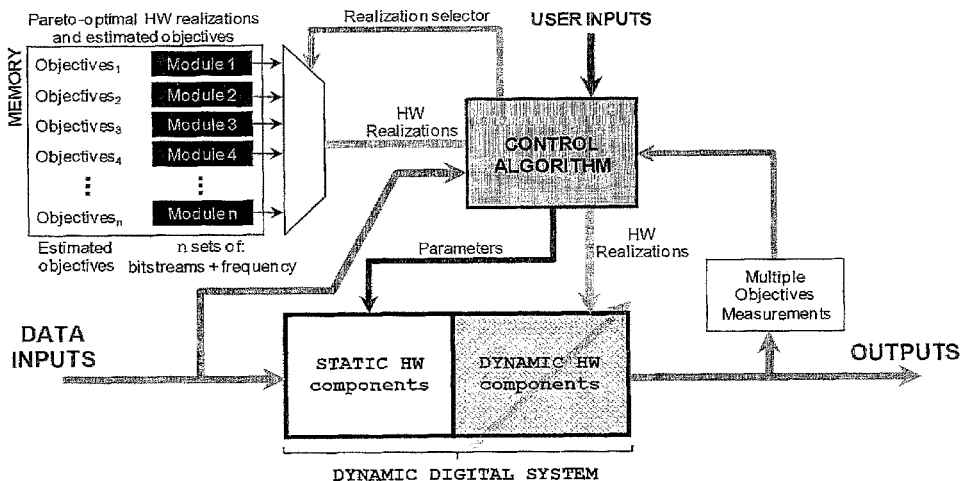 Pareto-optimal HW realizations
and estimated objectives
Realization selector
USER INPUTS
MEMORY
Objectives₁ Module 1
Objectives₂ Module 2
Objectives₃ Module 3
Objectives₄ Module 4
Objectivesₙ Module n
HW
Realizations
CONTROL
ALGORITHM
Estimated
objectives
n sets of:
bitstreams + frequency
Parameters
HW
Realizations
Multiple
Objectives
Measurements
DATA
INPUTS
STATIC HW
components
DYNAMIC HW
components
OUTPUTS
DYNAMIC DIGITAL SYSTEM